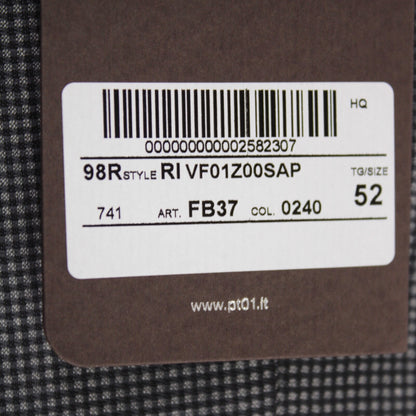 HQ
000000000002582307
98R STYLE RI VF01Z00SAP TG/SIZE
741 ART. FB37 COL. 0240 52
www.pt01.it